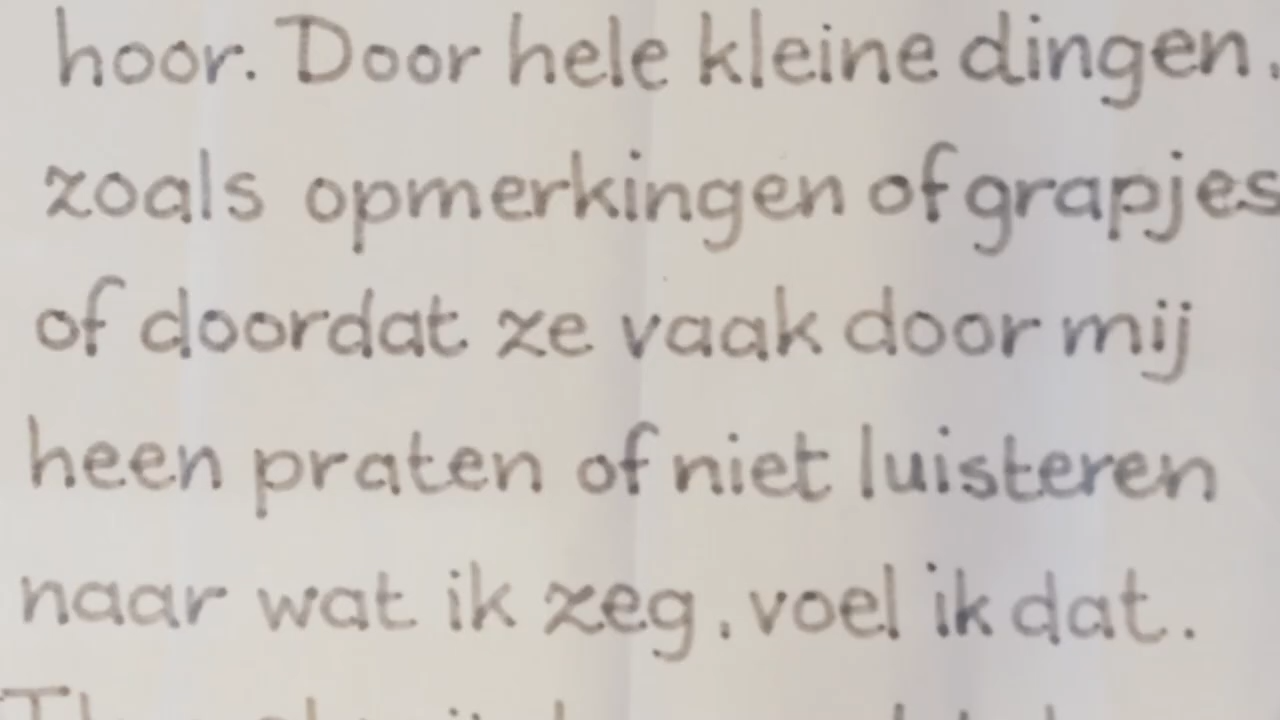 hoor. Door hele kleine dingen,
zoals opmerkingen of grapjes
of doordat ze vaak door mij
heen praten of niet luisteren
naar wat ik zeg, voel ik dat.